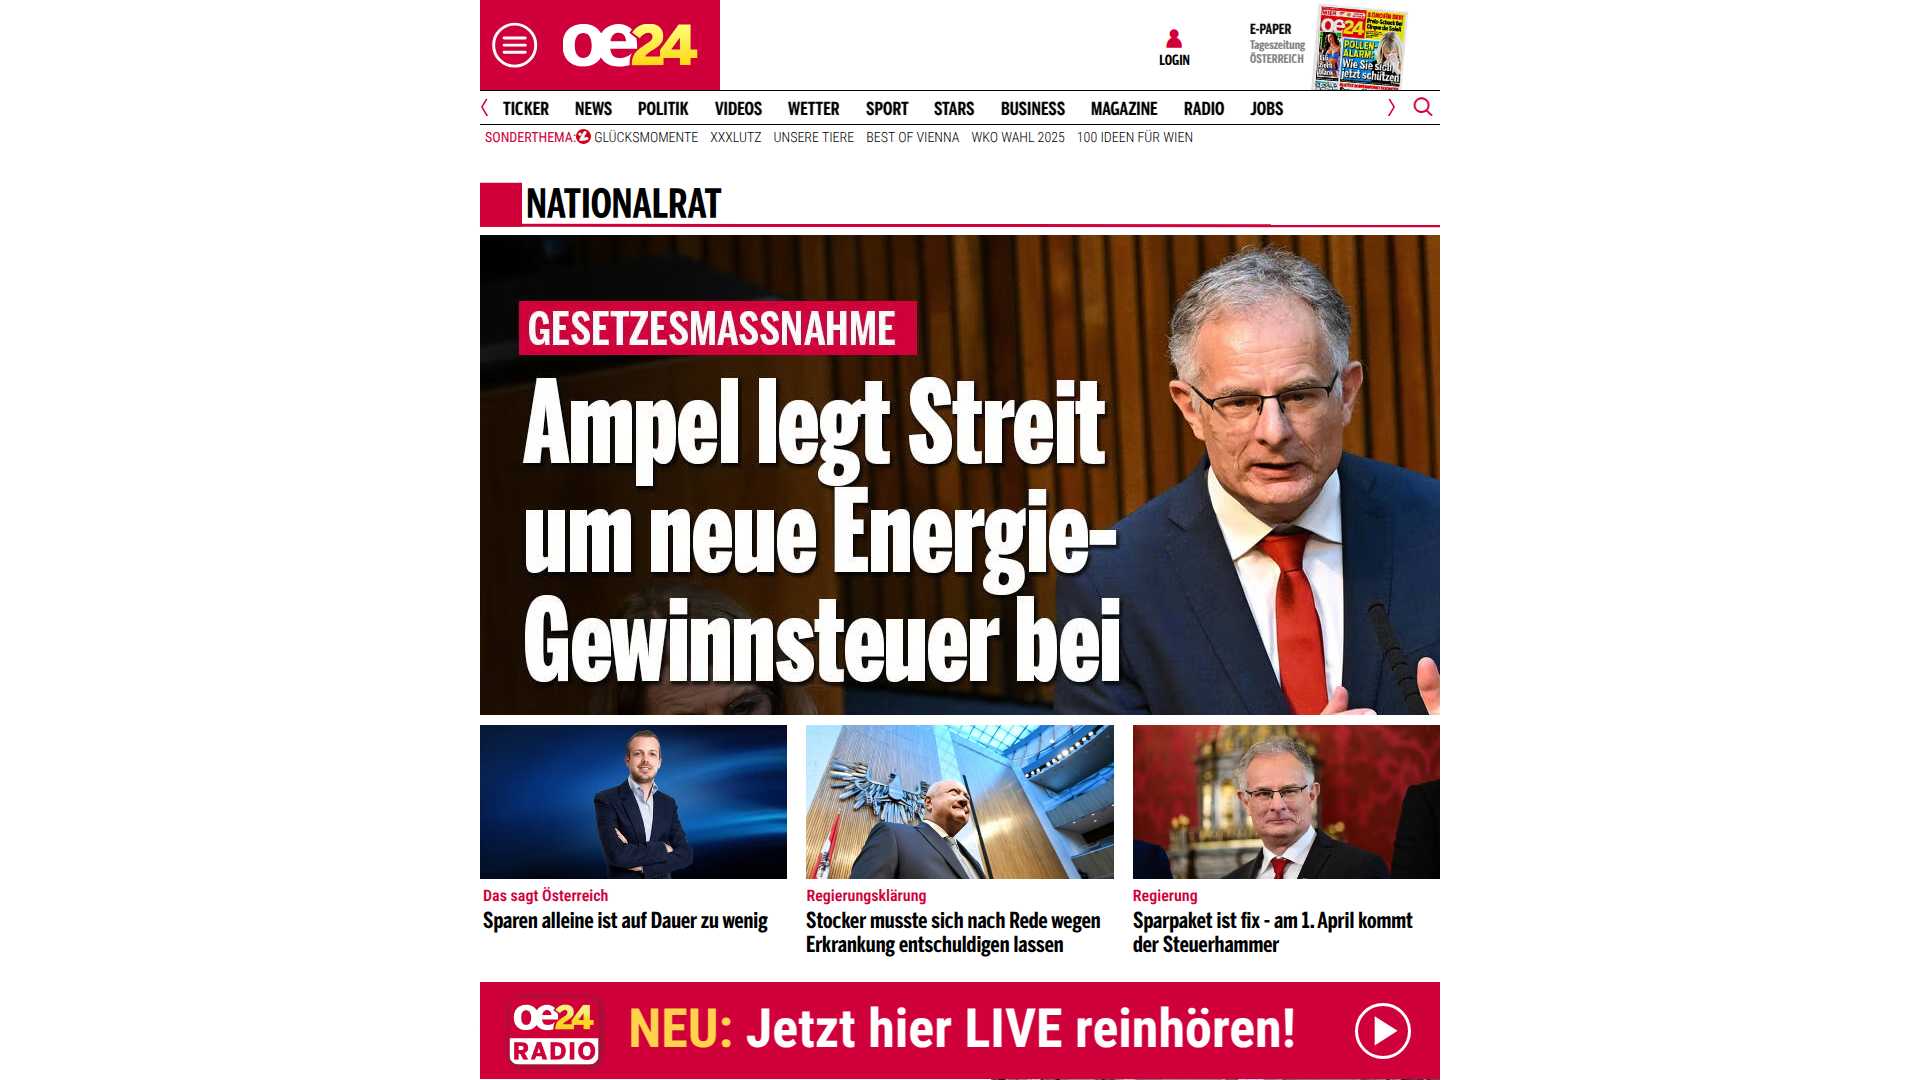 oe24
LOGIN
E-PAPER
Tageszeitung
ÖSTERREICH
oe24
POLLEN-
ALARM:
Wie Sie sich
jetzt schützen
TICKER NEWS POLITIK VIDEOS WETTER SPORT STARS BUSINESS MAGAZINE RADIO JOBS
SONDERTHEMA: GLÜCKSMOMENTE XXXLUTZ UNSERE TIERE BEST OF VIENNA WKO WAHL 2025 100 IDEEN FÜR WIEN
NATIONALRAT
GESETZESMASSNAHME
Ampel legt Streit
um neue Energie-
Gewinnsteuer bei
Das sagt Österreich
Sparen alleine ist auf Dauer zu wenig
Regierungsklärung
Stocker musste sich nach Rede wegen
Erkrankung entschuldigen lassen
Regierung
Sparpaket ist fix - am 1. April kommt
der Steuerhammer
oe24
RADIO
NEU: Jetzt hier LIVE reinhören!